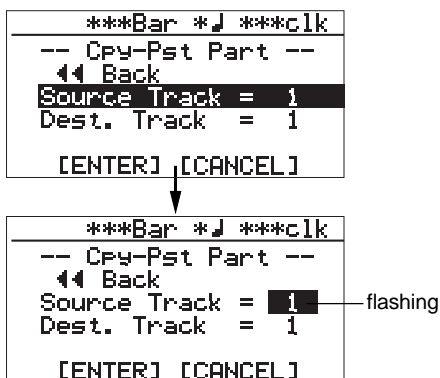 ***Bar *♩ ***clk
-- Cpy-Pst Part --
◀◀ Back
Source Track = 1
Dest. Track = 1
[ENTER] [CANCEL]
***Bar *♩ ***clk
-- Cpy-Pst Part --
◀◀ Back
Source Track = 1
flashing
Dest. Track = 1
[ENTER] [CANCEL]